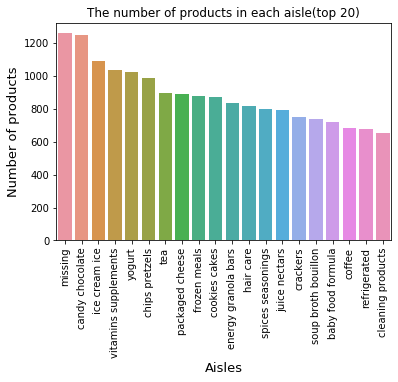 The number of products in each aisle(top 20)
Number of products
1200
1000
800
600
400
200
0
missing
candy chocolate
ice cream ice
vitamins supplements
yogurt
chips pretzels
tea
packaged cheese
frozen meals
cookies cakes
energy granola bars
hair care
spices seasonings
juice nectars
crackers
soup broth bouillon
baby food formula
coffee
refrigerated
cleaning products
Aisles